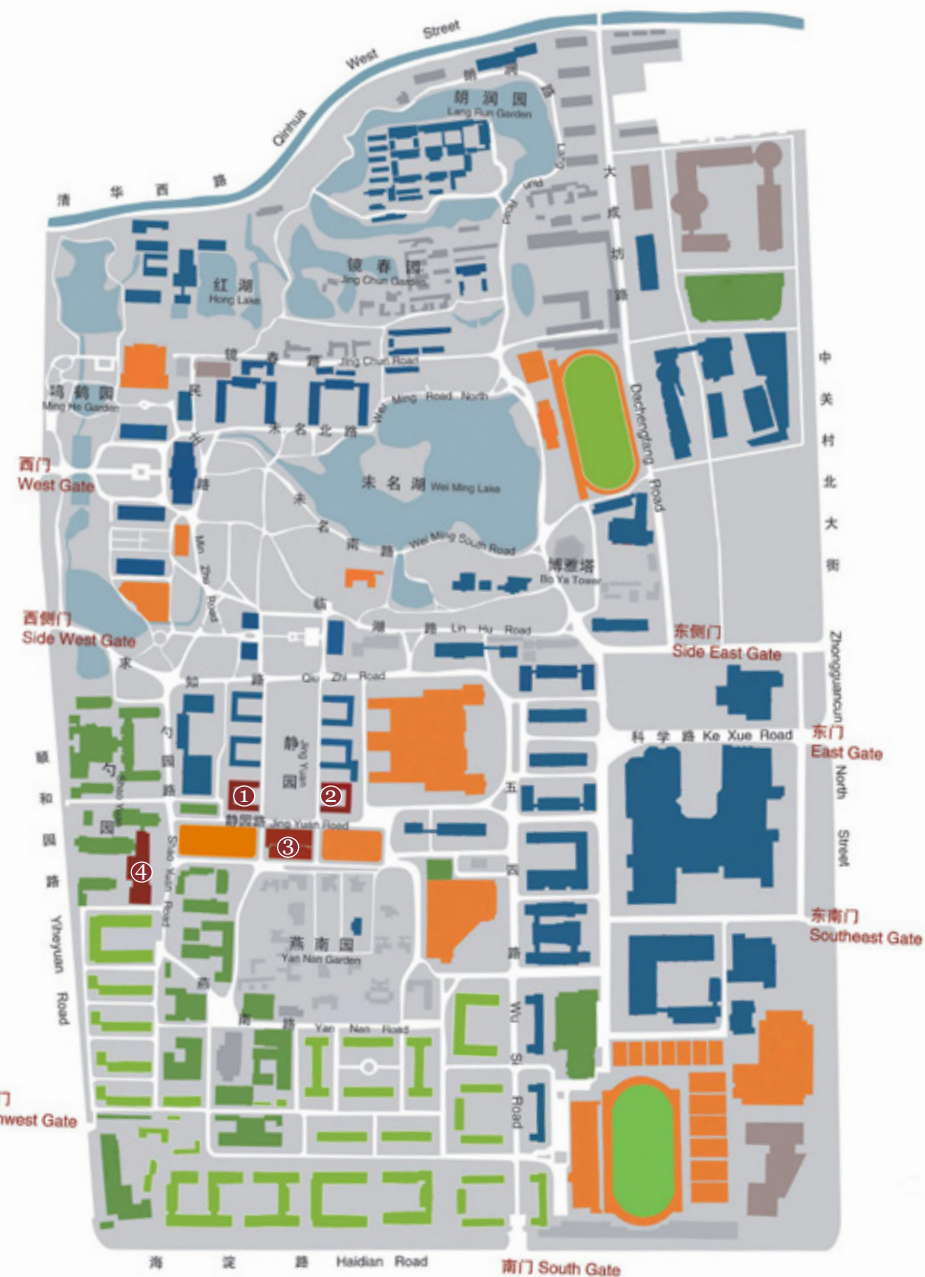 Qinhua West Street
清华西路
朗润路
朗润园
Lang Run Garden
Lang Run Road
大成坊路
镜春园
Jing Chun Garden
红湖
Hong Lake
镜春路 Jing Chun Road
鸣鹤园
Ming He Garden
民主路
Wei Ming Road North
未名北路
Dachengfang Road
中关村北大街
西门
West Gate
未名湖 Wei Ming Lake
未名南路 Wei Ming South Road
Min Zhu Road
博雅塔
Bo Ya Tower
西侧门
Side West Gate
临湖路 Lin Hu Road
东侧门
Side East Gate
Zhongguancun North Street
求知路 Qiu Zhi Road
科学路 Ke Xue Road
东门
East Gate
勺园路
静园
Jing Yuan
颐和园路
勺园
Shao Yuan
①
②
五四路
静园路 Jing Yuan Road
③
④
Shao Yuan Road
东南门
Southeast Gate
燕南园
Yan Nan Garden
Yiheyuan Road
燕南路
Yan Nan Road
Wu Si Road
门
hwest Gate
海淀路 Haidian Road
南门 South Gate